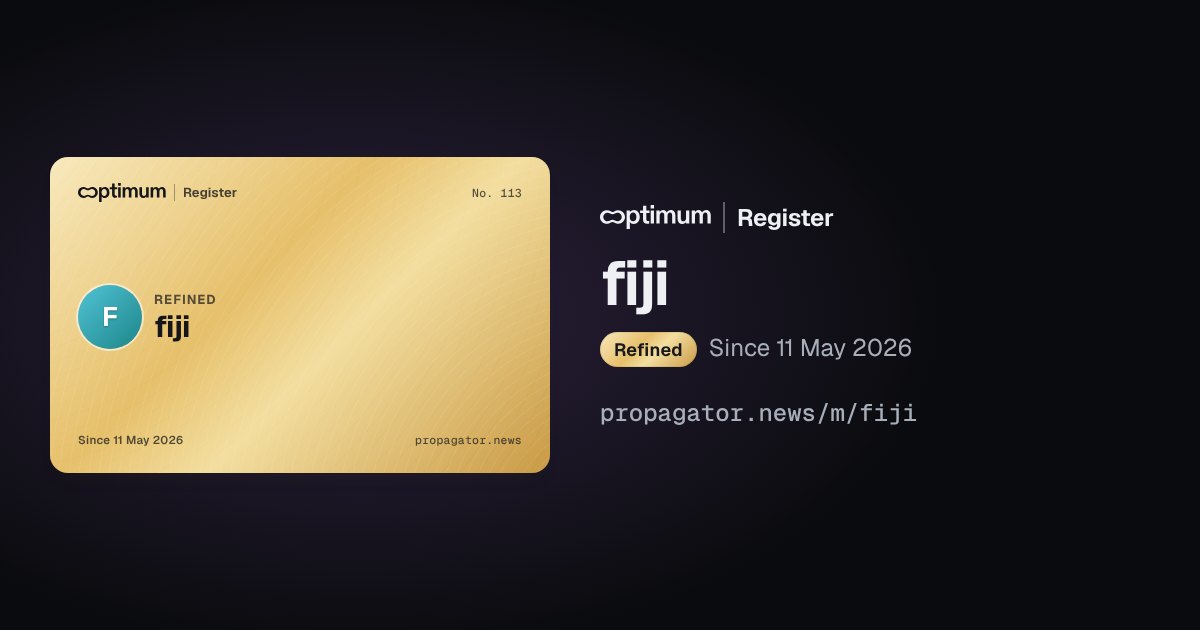 optimum | Register
No. 113
F
REFINED
fiji
Since 11 May 2026
propagator.news
optimum | Register
fiji
Refined
Since 11 May 2026
propagator.news/m/fiji